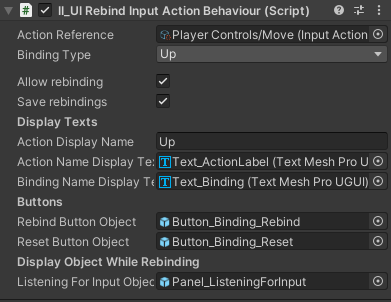 II_UI Rebind Input Action Behaviour (Script)
Action Reference Player Controls/Move (Input Action
Binding Type Up
Allow rebinding
Save rebindings
Display Texts
Action Display Name Up
Action Name Display Te Text_ActionLabel (Text Mesh Pro U
Binding Name Display T Text_Binding (Text Mesh Pro UGUI)
Buttons
Rebind Button Object Button_Binding_Rebind
Reset Button Object Button_Binding_Reset
Display Object While Rebinding
Listening For Input Objec Panel_ListeningForInput